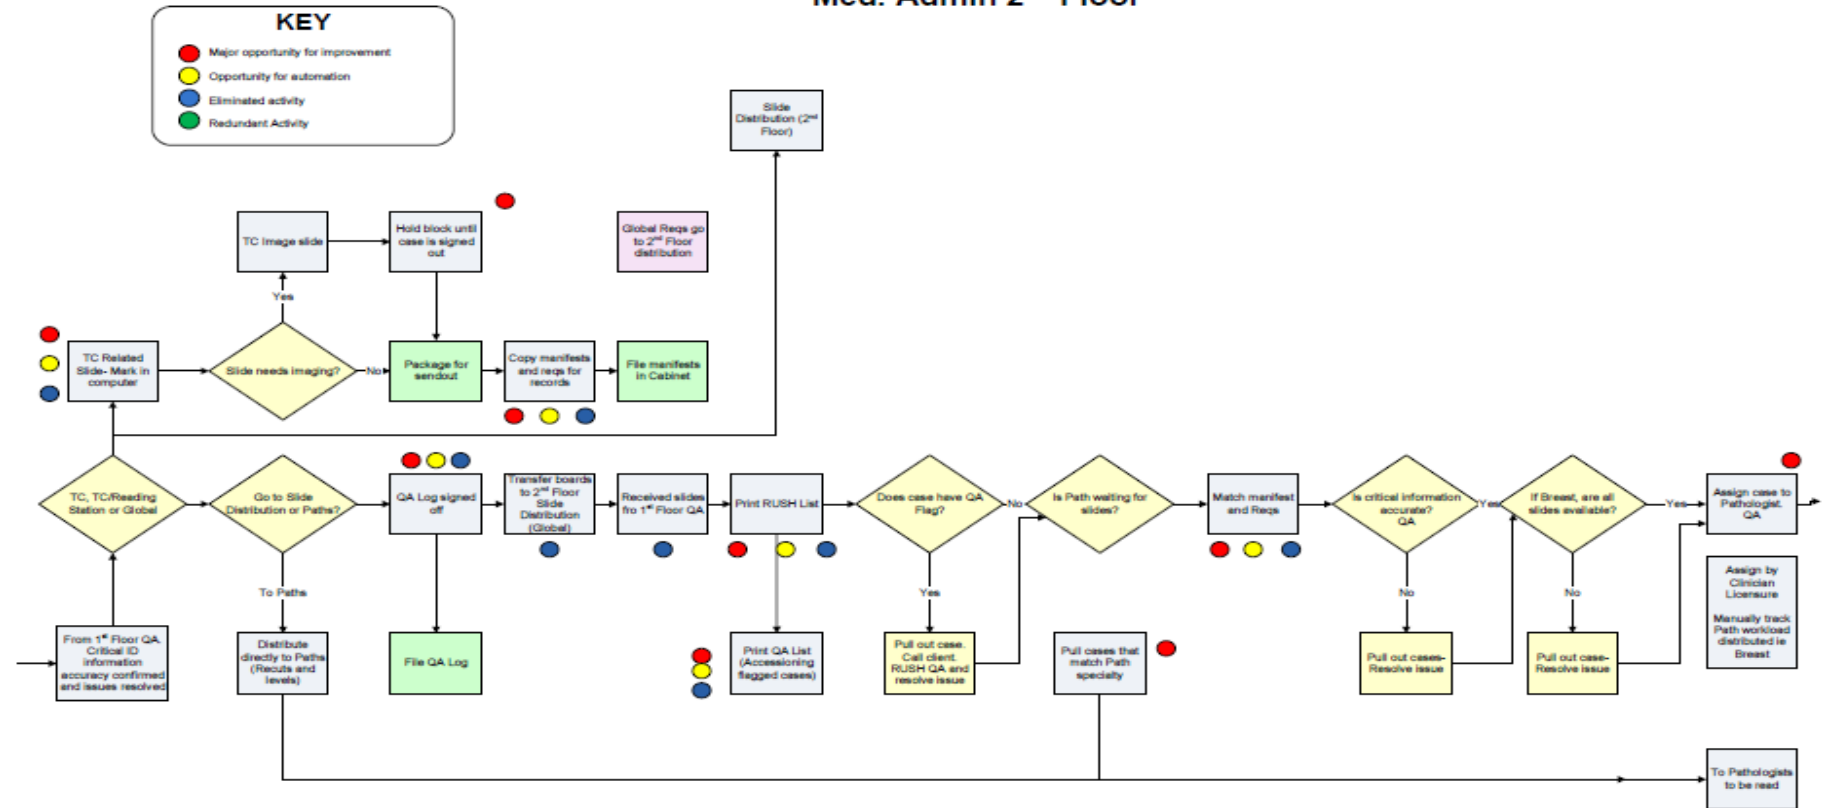 KEY
Major opportunity for improvement
Opportunity for automation
Eliminated activity
Redundant Activity
Slide
Distribution (2nd
Floor)
TC Image slide
Hold block until
case is signed
out
Global Reqs go
to 2nd Floor
distribution
Yes
TC Related
Slide- Mark in
computer
Slide needs imaging?
No
Package for
sendout
Copy manifests
and reqs for
records
File manifests
in Cabinet
TC, TC/Reading
Station or Global
Go to Slide
Distribution or Paths?
QA Log signed
off
Transfer boards
to 2nd Floor
Slide
Distribution
(Global)
Received slides
fro 1st Floor QA
Print RUSH List
Does case have QA
Flag?
No
Is Path waiting for
slides?
Match manifest
and Reqs
Is critical information
accurate?
QA
Yes
If Breast, are all
slides available?
Yes
Assign case to
Pathologist.
QA
To Paths
Yes
No
No
Assign by
Clinician
Licensure
Manually track
Path workload
distributed ie
Breast
From 1st Floor QA.
Critical ID
information
accuracy confirmed
and issues resolved
Distribute
directly to Paths
(Recuts and
levels)
File QA Log
Print QA List
(Accessioning
flagged cases)
Pull out case.
Call client.
RUSH QA and
resolve issue
Pull cases that
match Path
specialty
Pull out cases-
Resolve issue
Pull out case-
Resolve issue
To Pathologists
to be read